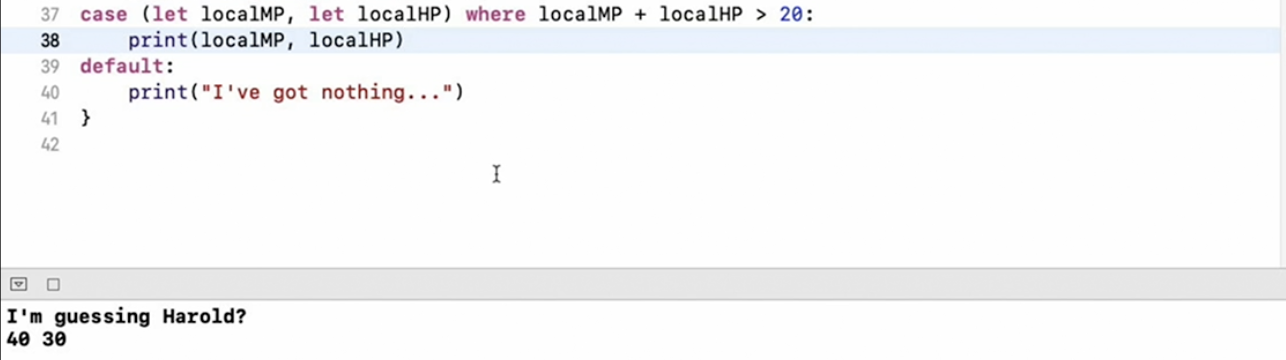 37 case (let localMP, let localHP) where localMP + localHP > 20:
38 print(localMP, localHP)
39 default:
40 print("I've got nothing...")
41 }
42
I'm guessing Harold?
40 30